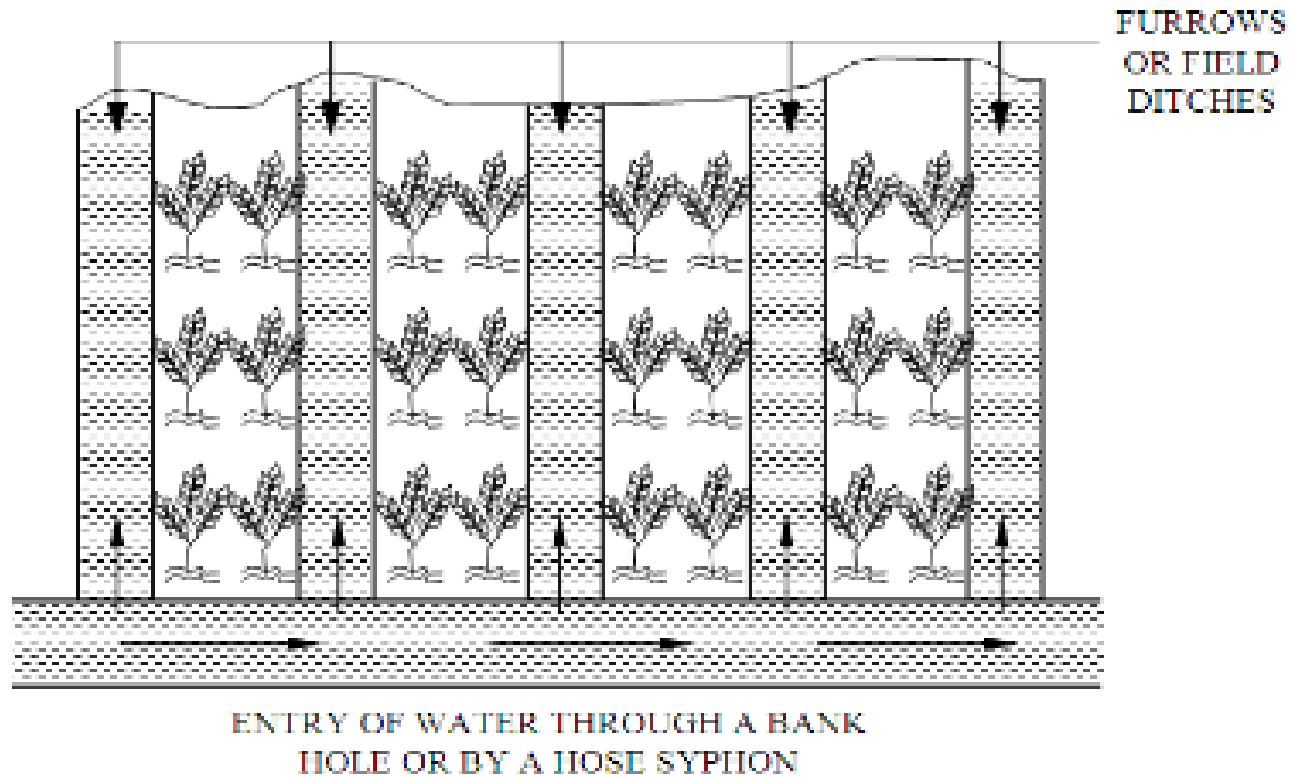 FURROWS
OR FIELD
DITCHES
ENTRY OF WATER THROUGH A BANK
HOLE OR BY A HOSE SYPHON